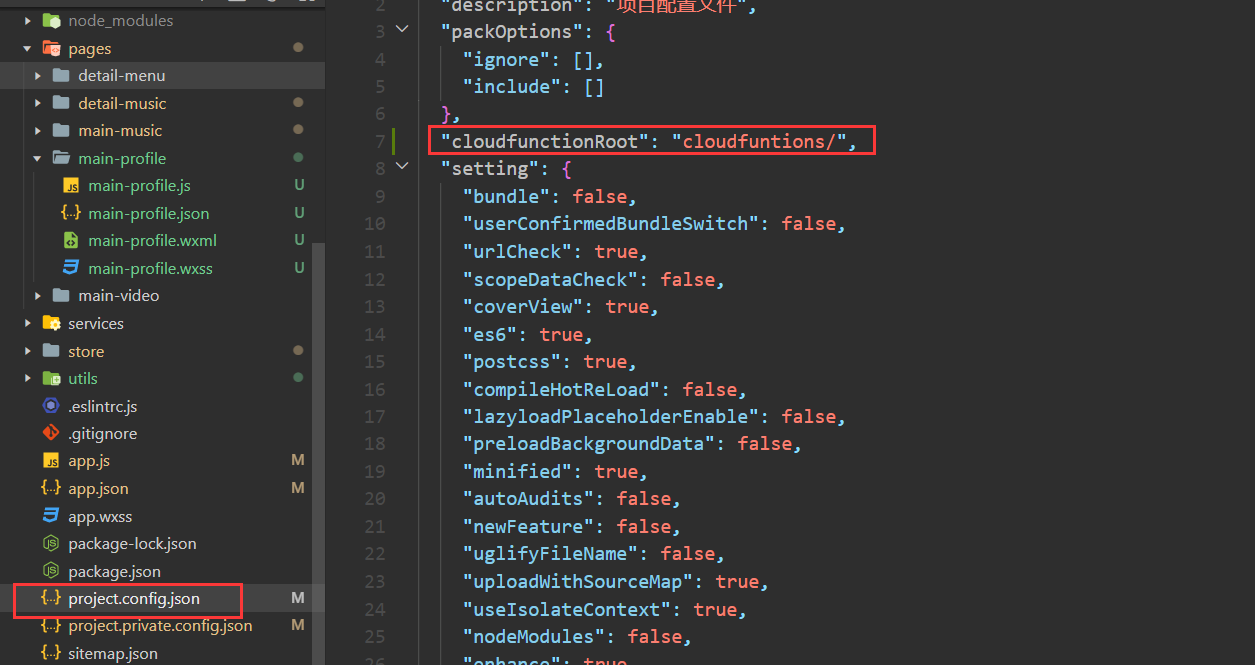 node_modules
pages
detail-menu
detail-music
main-music
main-profile
main-profile.js U
main-profile.json U
main-profile.wxml U
main-profile.wxss U
main-video
services
store
utils
.eslintrc.js
.gitignore
app.js M
app.json M
app.wxss
package-lock.json
package.json
project.config.json M
project.private.config.json M
sitemap.json
2 "description": "项目配置文件",
3 "packOptions": {
4 "ignore": [],
5 "include": []
6 },
7 "cloudfunctionRoot": "cloudfuntions/",
8 "setting": {
9 "bundle": false,
10 "userConfirmedBundleSwitch": false,
11 "urlCheck": true,
12 "scopeDataCheck": false,
13 "coverView": true,
14 "es6": true,
15 "postcss": true,
16 "compileHotReLoad": false,
17 "lazyloadPlaceholderEnable": false,
18 "preloadBackgroundData": false,
19 "minified": true,
20 "autoAudits": false,
21 "newFeature": false,
22 "uglifyFileName": false,
23 "uploadWithSourceMap": true,
24 "useIsolateContext": true,
25 "nodeModules": false,
26 "enhance": true